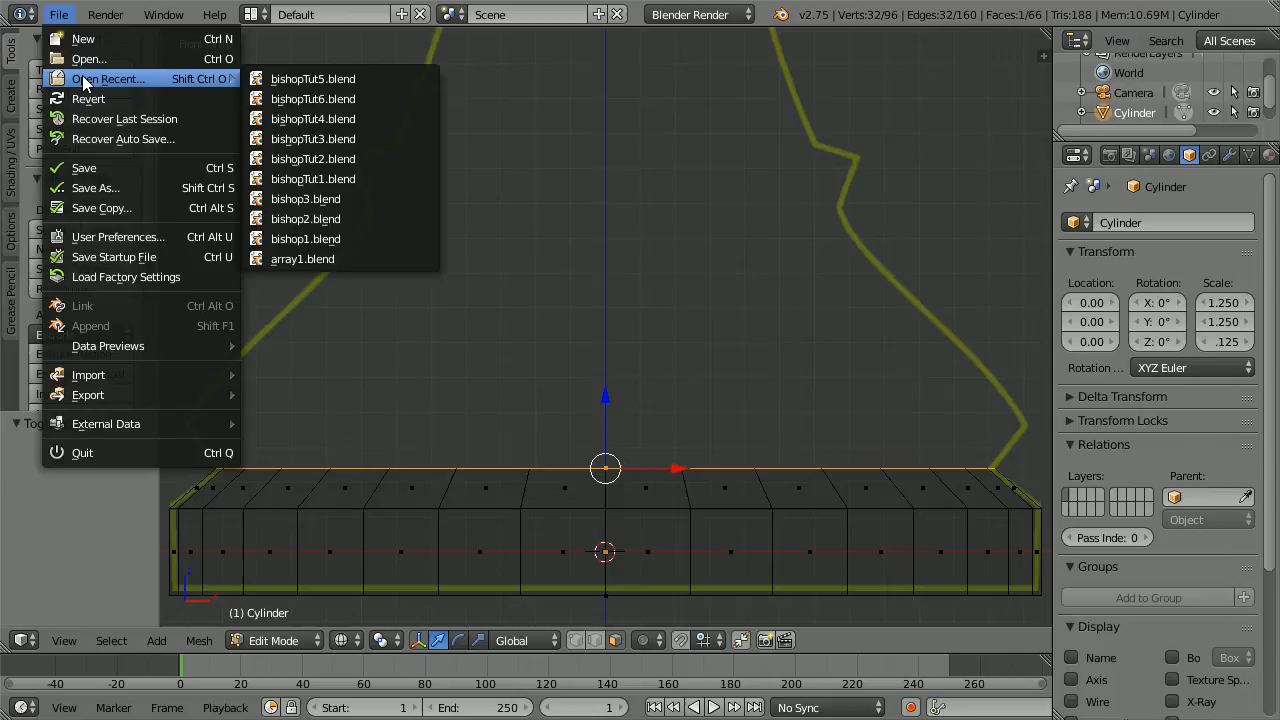 File Render Window Help Default Scene Blender Render v2.75 | Verts:32/96 | Edges:32/160 | Faces:1/66 | Tris:188 | Mem:10.69M | Cylinder
New Ctrl N
Open... Ctrl O
Open Recent... Shift Ctrl O
Revert
Recover Last Session
Recover Auto Save...
Save Ctrl S
Save As... Shift Ctrl S
Save Copy... Ctrl Alt S
User Preferences... Ctrl Alt U
Save Startup File Ctrl U
Load Factory Settings
Link Ctrl Alt O
Append Shift F1
Data Previews
Import
Export
External Data
Quit Ctrl Q
bishopTut5.blend
bishopTut6.blend
bishopTut4.blend
bishopTut3.blend
bishopTut2.blend
bishopTut1.blend
bishop3.blend
bishop2.blend
bishop1.blend
array1.blend
Tools
Create
Shading / UVs
Physics
Grease Pencil
(1) Cylinder
View Select Add Mesh Edit Mode Global
-40 -20 0 20 40 60 80 100 120 140 160 180 200 220 240 260
View Marker Frame Playback Start: 1 End: 250 1 No Sync
View Search All Scenes
RenderLayers
World
Camera
Cylinder
Cylinder
Cylinder
Transform
Location: Rotation: Scale:
0.00 X: 0° 1.250
0.00 Y: 0° 1.250
0.00 Z: 0° .125
Rotation ... XYZ Euler
Delta Transform
Transform Locks
Relations
Layers: Parent:
Object
Pass Inde: 0
Groups
Add to Group
Display
Name Bo Box
Axis Texture Sp...
Wire X-Ray